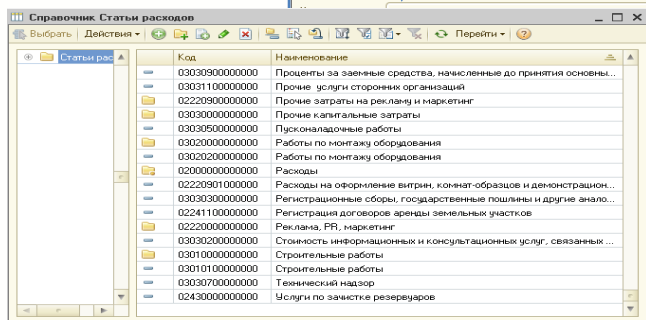 Справочник Статьи расходов
Выбрать Действия Перейти
Статьи рас
Код Наименование
03030900000000 Проценты за заемные средства, начисленные до принятия основны...
03031100000000 Прочие услуги сторонних организаций
02220900000000 Прочие затраты на рекламу и маркетинг
03030000000000 Прочие капитальные затраты
03030500000000 Пусконаладочные работы
03020000000000 Работы по монтажу оборудования
03020200000000 Работы по монтажу оборудования
02000000000000 Расходы
02220901000000 Расходы на оформление витрин, комнат-образцов и демонстрацион...
03030300000000 Регистрационные сборы, государственные пошлины и другие анало...
02241100000000 Регистрация договоров аренды земельных участков
02220000000000 Реклама, PR, маркетинг
03030200000000 Стоимость информационных и консультационных услуг, связанных ...
03010000000000 Строительные работы
03010100000000 Строительные работы
03030700000000 Технический надзор
02430000000000 Услуги по зачистке резервуаров